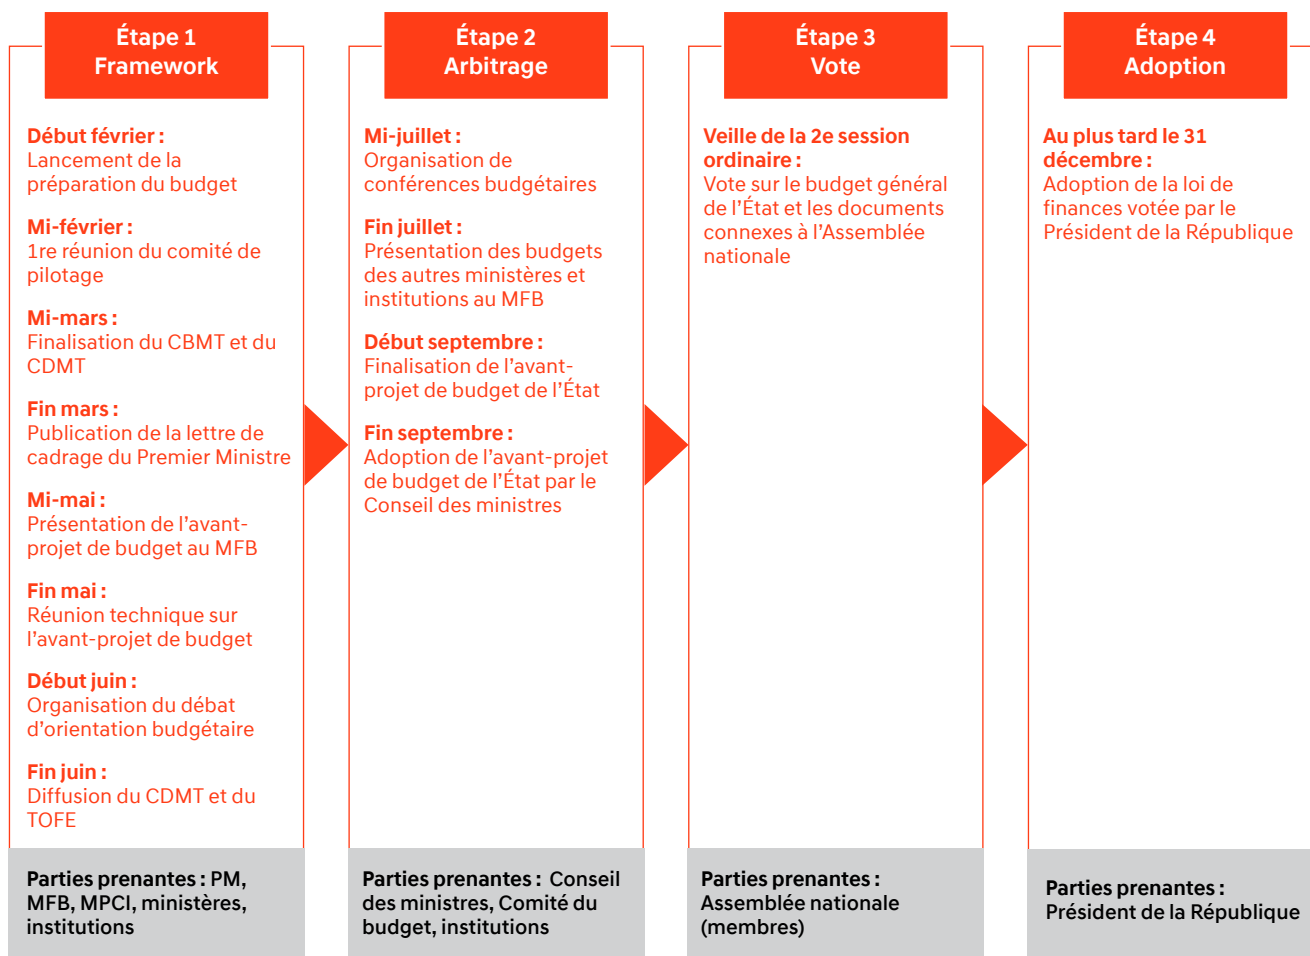 Étape 1
Framework
Début février :
Lancement de la
préparation du budget
Mi-février :
1re réunion du comité de
pilotage
Mi-mars :
Finalisation du CBMT et du
CDMT
Fin mars :
Publication de la lettre de
cadrage du Premier Ministre
Mi-mai :
Présentation de l’avant-
projet de budget au MFB
Fin mai :
Réunion technique sur
l’avant-projet de budget
Début juin :
Organisation du débat
d’orientation budgétaire
Fin juin :
Diffusion du CDMT et du
TOFE
Parties prenantes : PM,
MFB, MPCI, ministères,
institutions
Étape 2
Arbitrage
Mi-juillet :
Organisation de
conférences budgétaires
Fin juillet :
Présentation des budgets
des autres ministères et
institutions au MFB
Début septembre :
Finalisation de l’avant-
projet de budget de l’État
Fin septembre :
Adoption de l’avant-projet
de budget de l’État par le
Conseil des ministres
Parties prenantes : Conseil
des ministres, Comité du
budget, institutions
Étape 3
Vote
Veille de la 2e session
ordinaire :
Vote sur le budget général
de l’État et les documents
connexes à l’Assemblée
nationale
Parties prenantes :
Assemblée nationale
(membres)
Étape 4
Adoption
Au plus tard le 31
décembre :
Adoption de la loi de
finances votée par le
Président de la République
Parties prenantes :
Président de la République